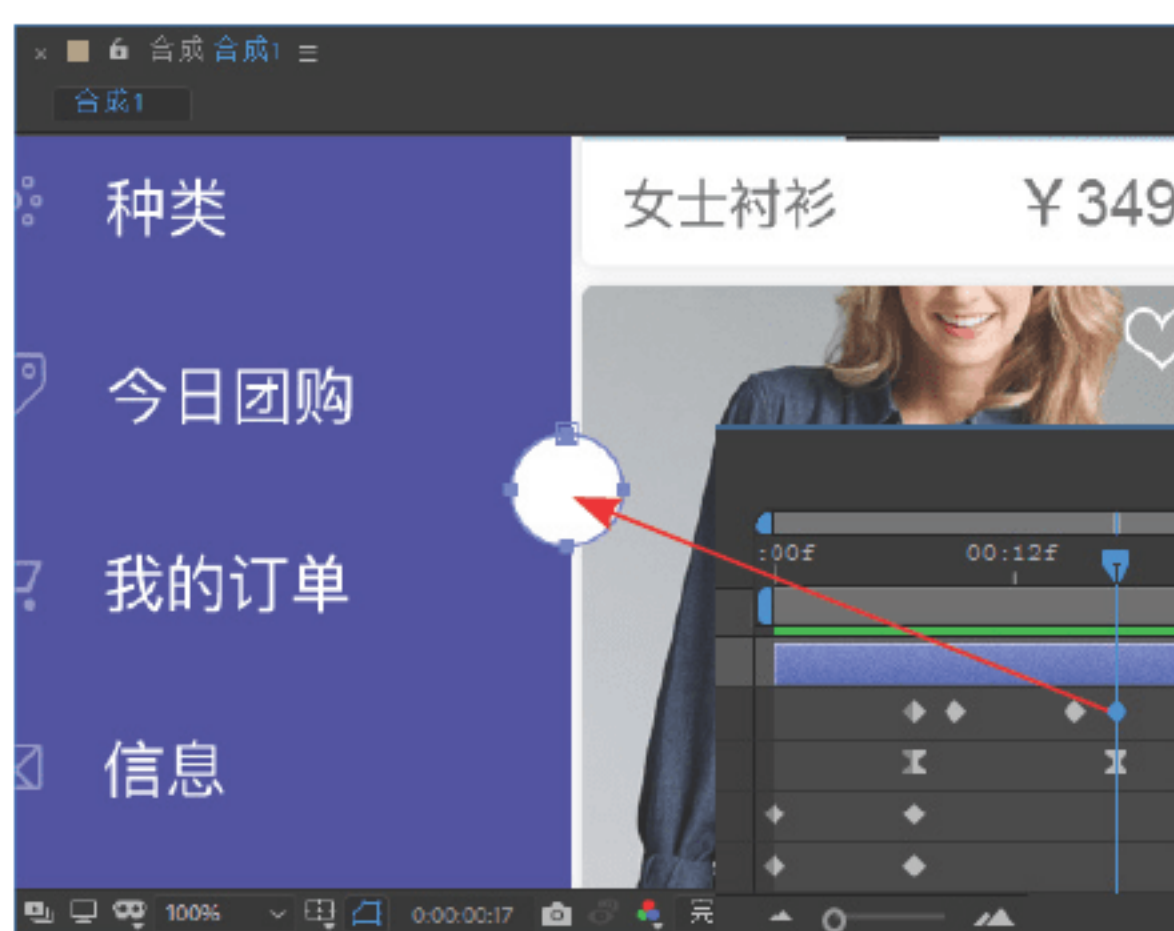 合成 合成1
合成1
种类
女士衬衫
￥349
今日团购
:00f
00:12f
我的订单
信息
100%
0:00:00:17
完